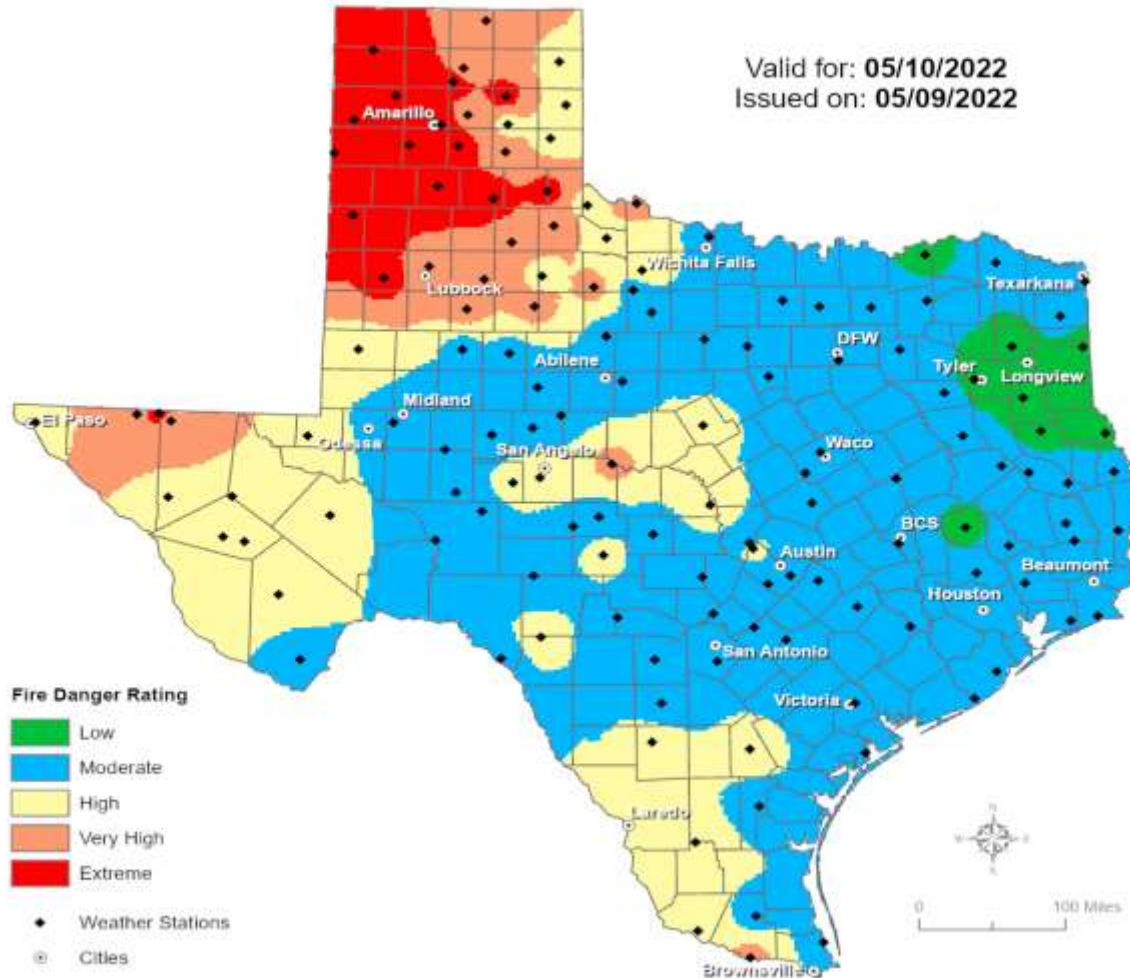 Valid for: 05/10/2022
Issued on: 05/09/2022
Amarillo
Lubbock
Wichita Falls
Texarkana
DFW
Abilene
Tyler
Longview
El Paso
Midland
Odessa
San Angelo
Waco
BCS
Austin
Beaumont
Houston
San Antonio
Victoria
Laredo
Brownsville
Fire Danger Rating
Low
Moderate
High
Very High
Extreme
Weather Stations
Cities
N
W
E
S
0 100 Miles